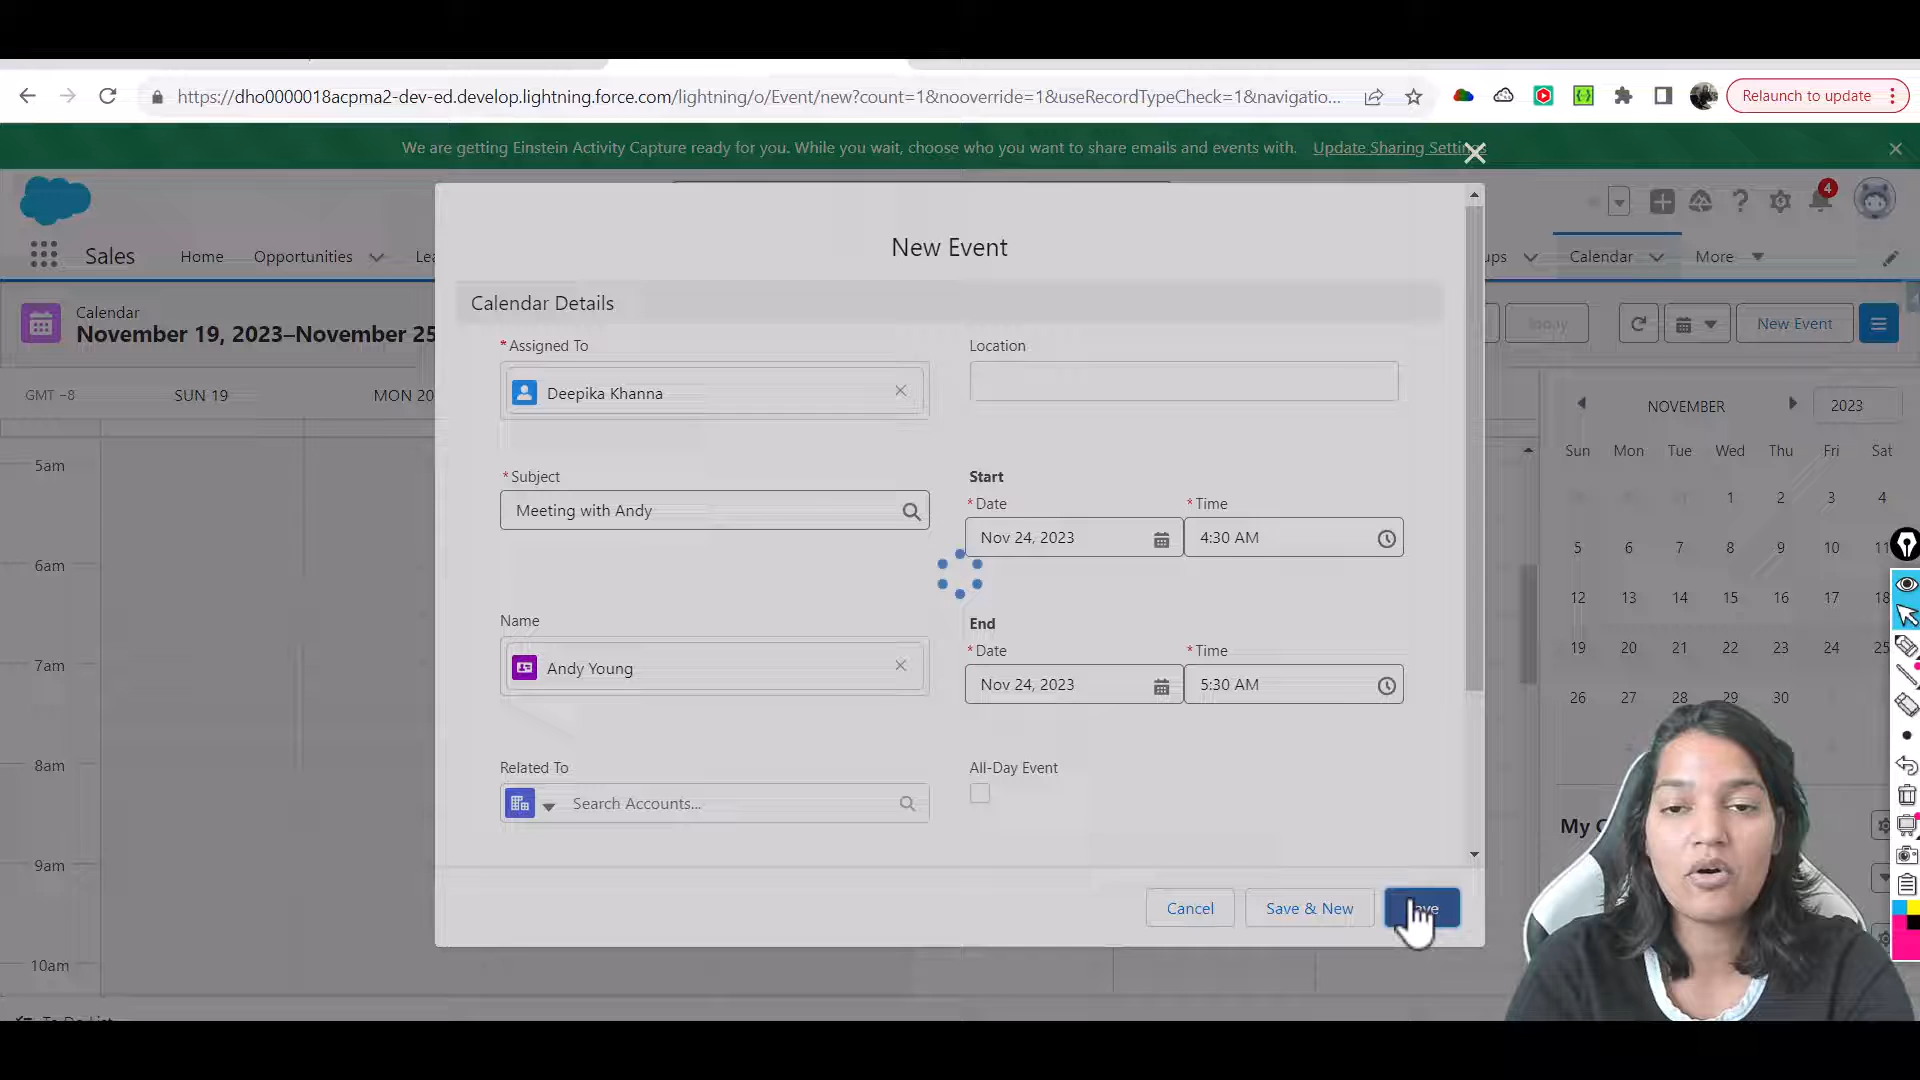 https://dho0000018acpma2-dev-ed.develop.lightning.force.com/lightning/o/Event/new?count=1&nooverride=1&useRecordTypeCheck=1&navigatio...
Relaunch to update
We are getting Einstein Activity Capture ready for you. While you wait, choose who you want to share emails and events with. Update Sharing Settings
4
Sales
Home
Opportunities
Calendar
More
New Event
Calendar
November 19, 2023–November 25
Today
New Event
Calendar Details
GMT −8
SUN 19
MON 20
*Assigned To
Deepika Khanna
Location
NOVEMBER
2023
Sun Mon Tue Wed Thu Fri Sat
1 2 3 4
5 6 7 8 9 10 11
12 13 14 15 16 17 18
19 20 21 22 23 24 25
26 27 28 29 30
5am
6am
7am
8am
9am
10am
*Subject
Meeting with Andy
Start
*Date
*Time
Nov 24, 2023
4:30 AM
Name
Andy Young
End
*Date
*Time
Nov 24, 2023
5:30 AM
Related To
Search Accounts...
All-Day Event
My
Cancel
Save & New